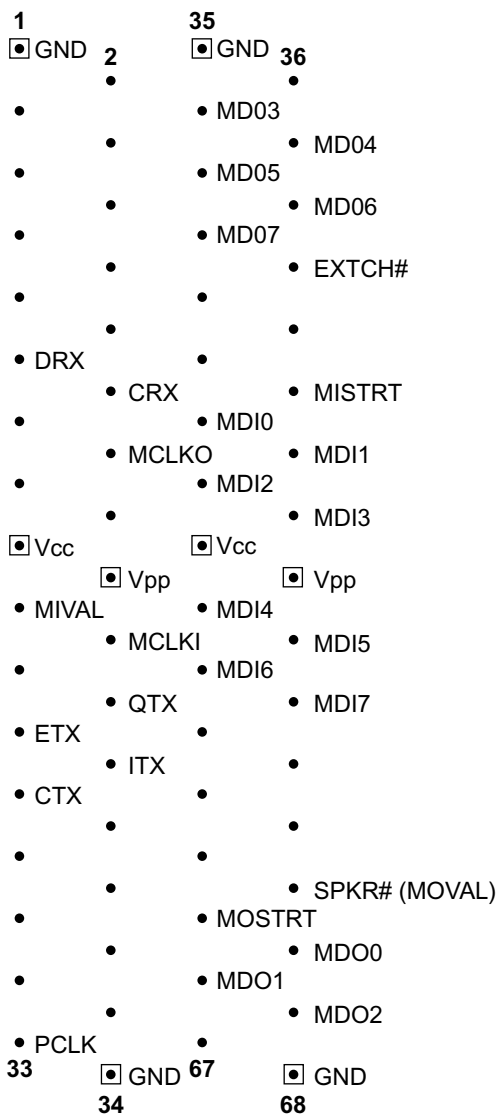 1 35
GND 2 GND 36
MD03
MD04
MD05
MD06
MD07
EXTCH#
DRX
CRX MISTRT
MDI0
MCLKO MDI1
MDI2
MDI3
Vcc Vcc
Vpp Vpp
MIVAL MDI4
MCLKI MDI5
MDI6
QTX MDI7
ETX
ITX
CTX
SPKR# (MOVAL)
MOSTRT
MDO0
MDO1
MDO2
PCLK
33 GND 67 GND
34 68